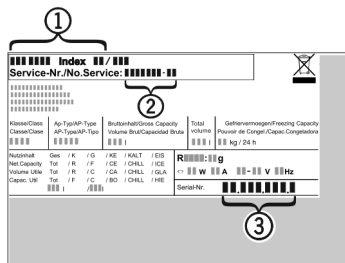 1
Index /
Service-Nr./No.Service: -
2
Klasse/Class Ap-Typ/AP-Type Bruttoinhalt/Gross Capacity Total Gefriervermoegen/Freezing Capacity
Classe/Clase AP-Type/AP-Tipo Volume Brut/Capacidad Bruta volume Pouvoir de Congel./Capac.Congeladora
l l kg / 24 h
Nutzinhalt Ges / K / G / KE / KALT / EIS
Net.Capacity Tot / R / F / CE / CHILL / ICE
Volume Utile Tot / R / C / CA / CHILL / GLA
Capac. Util Tot / F / C / BO / CHILL / HIE
l / l
R : g
W A - V Hz
Serial-Nr. . . .
3